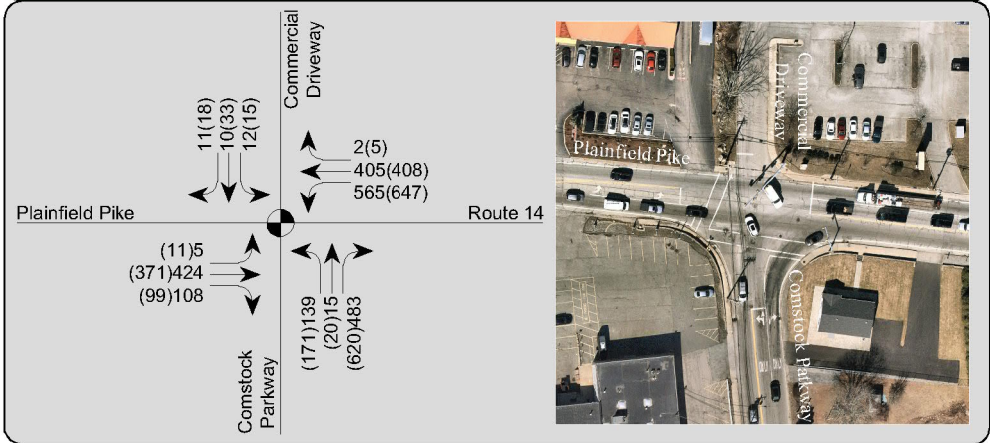 Commercial
Driveway
11(18)
10(33)
12(15)
2(5)
405(408)
565(647)
Plainfield Pike
Route 14
(11)5
(371)424
(99)108
(171)139
(20)15
(620)483
Comstock
Parkway
Commercial
Driveway
Plainfield Pike
Comstock Parkway